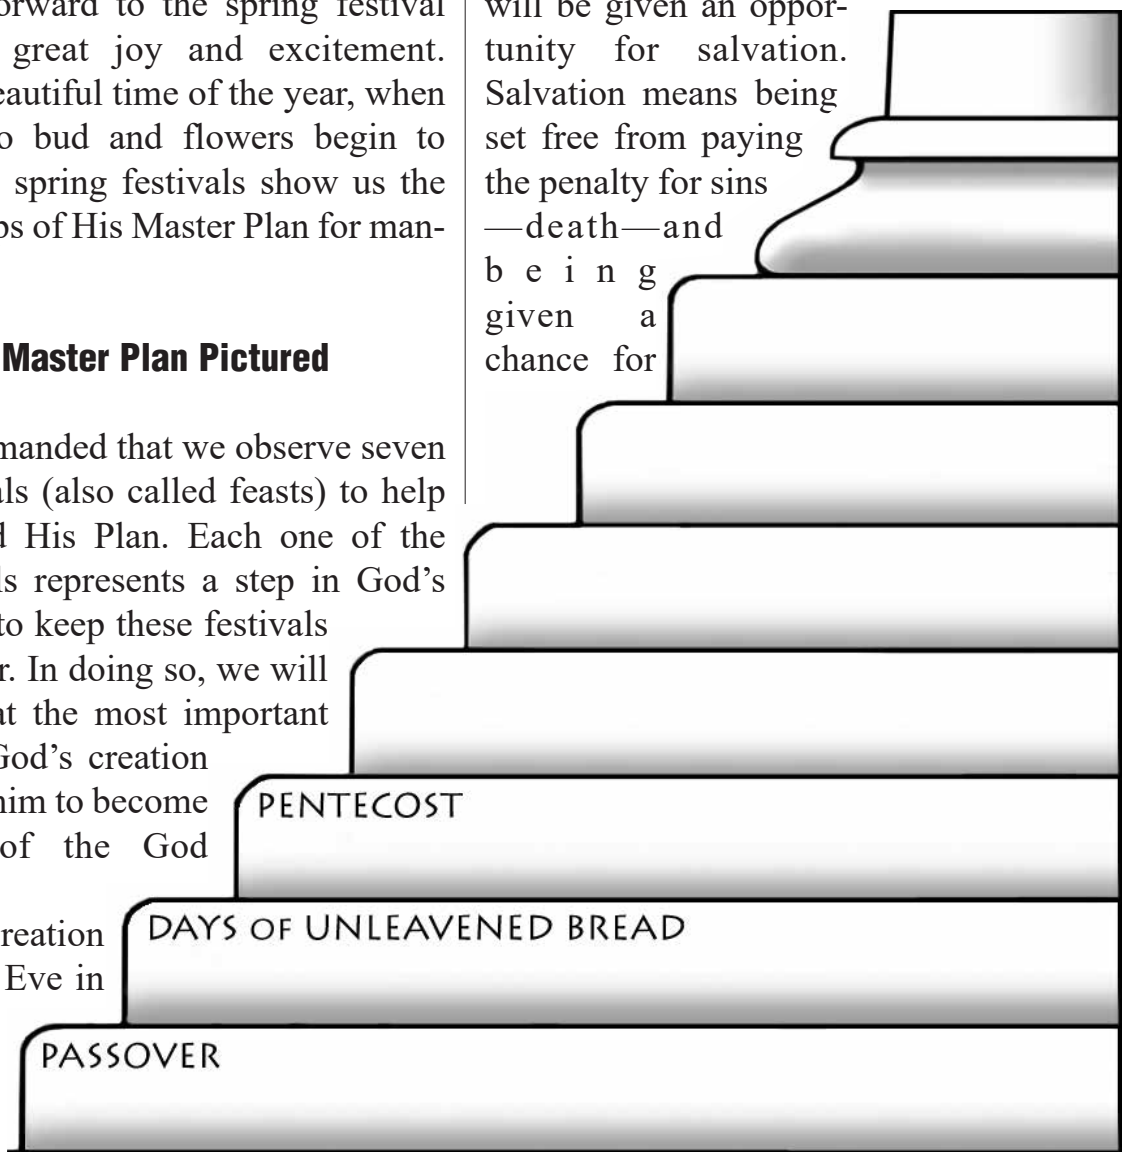 orward to the spring festival
great joy and excitement.
eautiful time of the year, when
o bud and flowers begin to
spring festivals show us the
ps of His Master Plan for man-
Master Plan Pictured
manded that we observe seven
als (also called feasts) to help
d His Plan. Each one of the
ls represents a step in God’s
to keep these festivals
r. In doing so, we will
at the most important
God’s creation
him to become
of the God
reation
Eve in
will be given an oppor-
tunity for salvation.
Salvation means being
set free from paying
the penalty for sins
—death—and
being
given a
chance for
PENTECOST
DAYS OF UNLEAVENED BREAD
PASSOVER